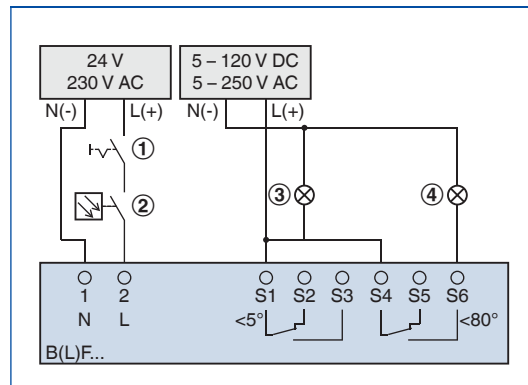 24 V
230 V AC
5 – 120 V DC
5 – 250 V AC
N(-) L(+) N(-) L(+)
1
2
3 4
1 2 S1 S2 S3 S4 S5 S6
N L <5° <80°
B(L)F...